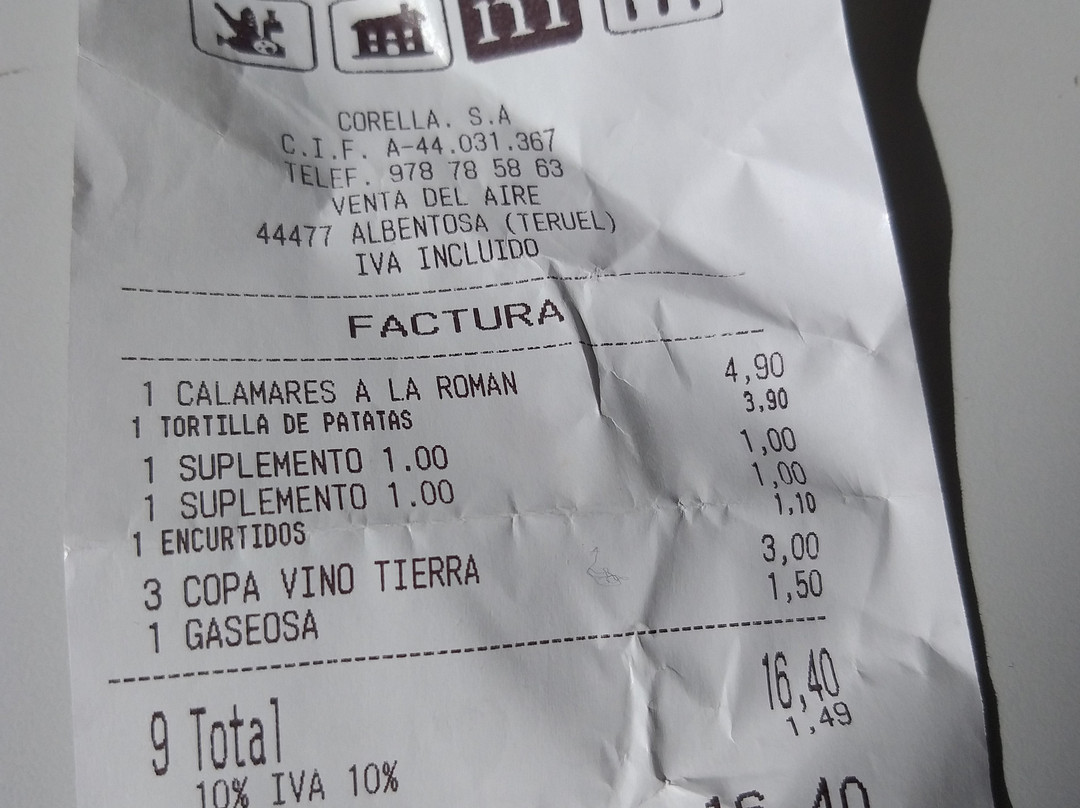 CORELLA. S.A
C.I.F. A-44.031.367
TELEF. 978 78 58 63
VENTA DEL AIRE
44477 ALBENTOSA (TERUEL)
IVA INCLUIDO
FACTURA
1 CALAMARES A LA ROMAN 4,90
1 TORTILLA DE PATATAS 3,90
1 SUPLEMENTO 1.00 1,00
1 SUPLEMENTO 1.00 1,00
1 ENCURTIDOS 1,10
3 COPA VINO TIERRA 3,00
1 GASEOSA 1,50
9 Total 16,40
10% IVA 10% 1,49
16,40